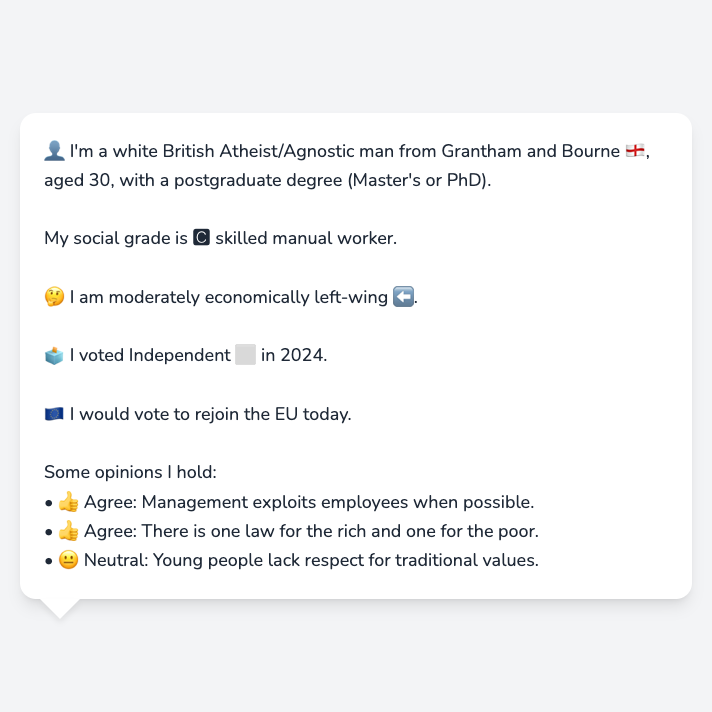 👤 I'm a white British Atheist/Agnostic man from Grantham and Bourne 🏴󠁧󠁢󠁥󠁮󠁧󠁿,
aged 30, with a postgraduate degree (Master's or PhD).
My social grade is 🅲 skilled manual worker.
🤔 I am moderately economically left-wing ⬅️.
🗳️ I voted Independent ⬜ in 2024.
🇪🇺 I would vote to rejoin the EU today.
Some opinions I hold:
• 👍 Agree: Management exploits employees when possible.
• 👍 Agree: There is one law for the rich and one for the poor.
• 😐 Neutral: Young people lack respect for traditional values.